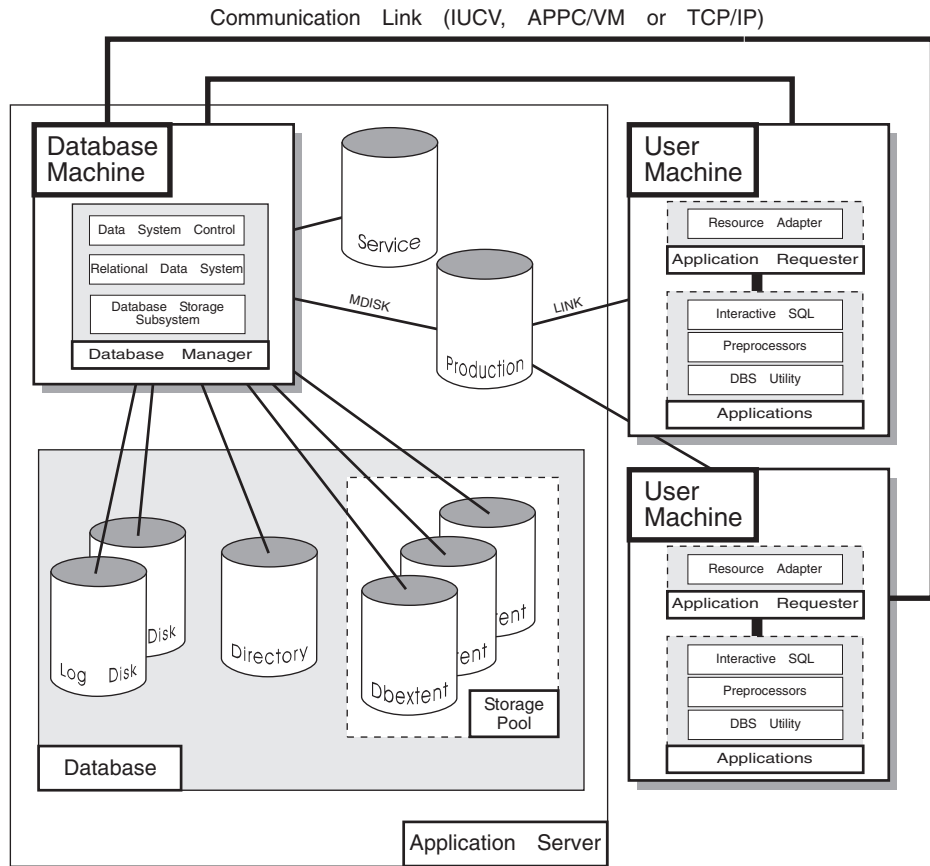 Communication Link (IUCV, APPC/VM or TCP/IP)
Database
Machine
Data System Control
Relational Data System
Database Storage
Subsystem
Database Manager
Service
MDISK
Production
LINK
User
Machine
Resource Adapter
Application Requester
Interactive SQL
Preprocessors
DBS Utility
Applications
User
Machine
Resource Adapter
Application Requester
Interactive SQL
Preprocessors
DBS Utility
Applications
Log Disk
Disk
Directory
Dbextent
tent
tent
Storage
Pool
Database
Application Server